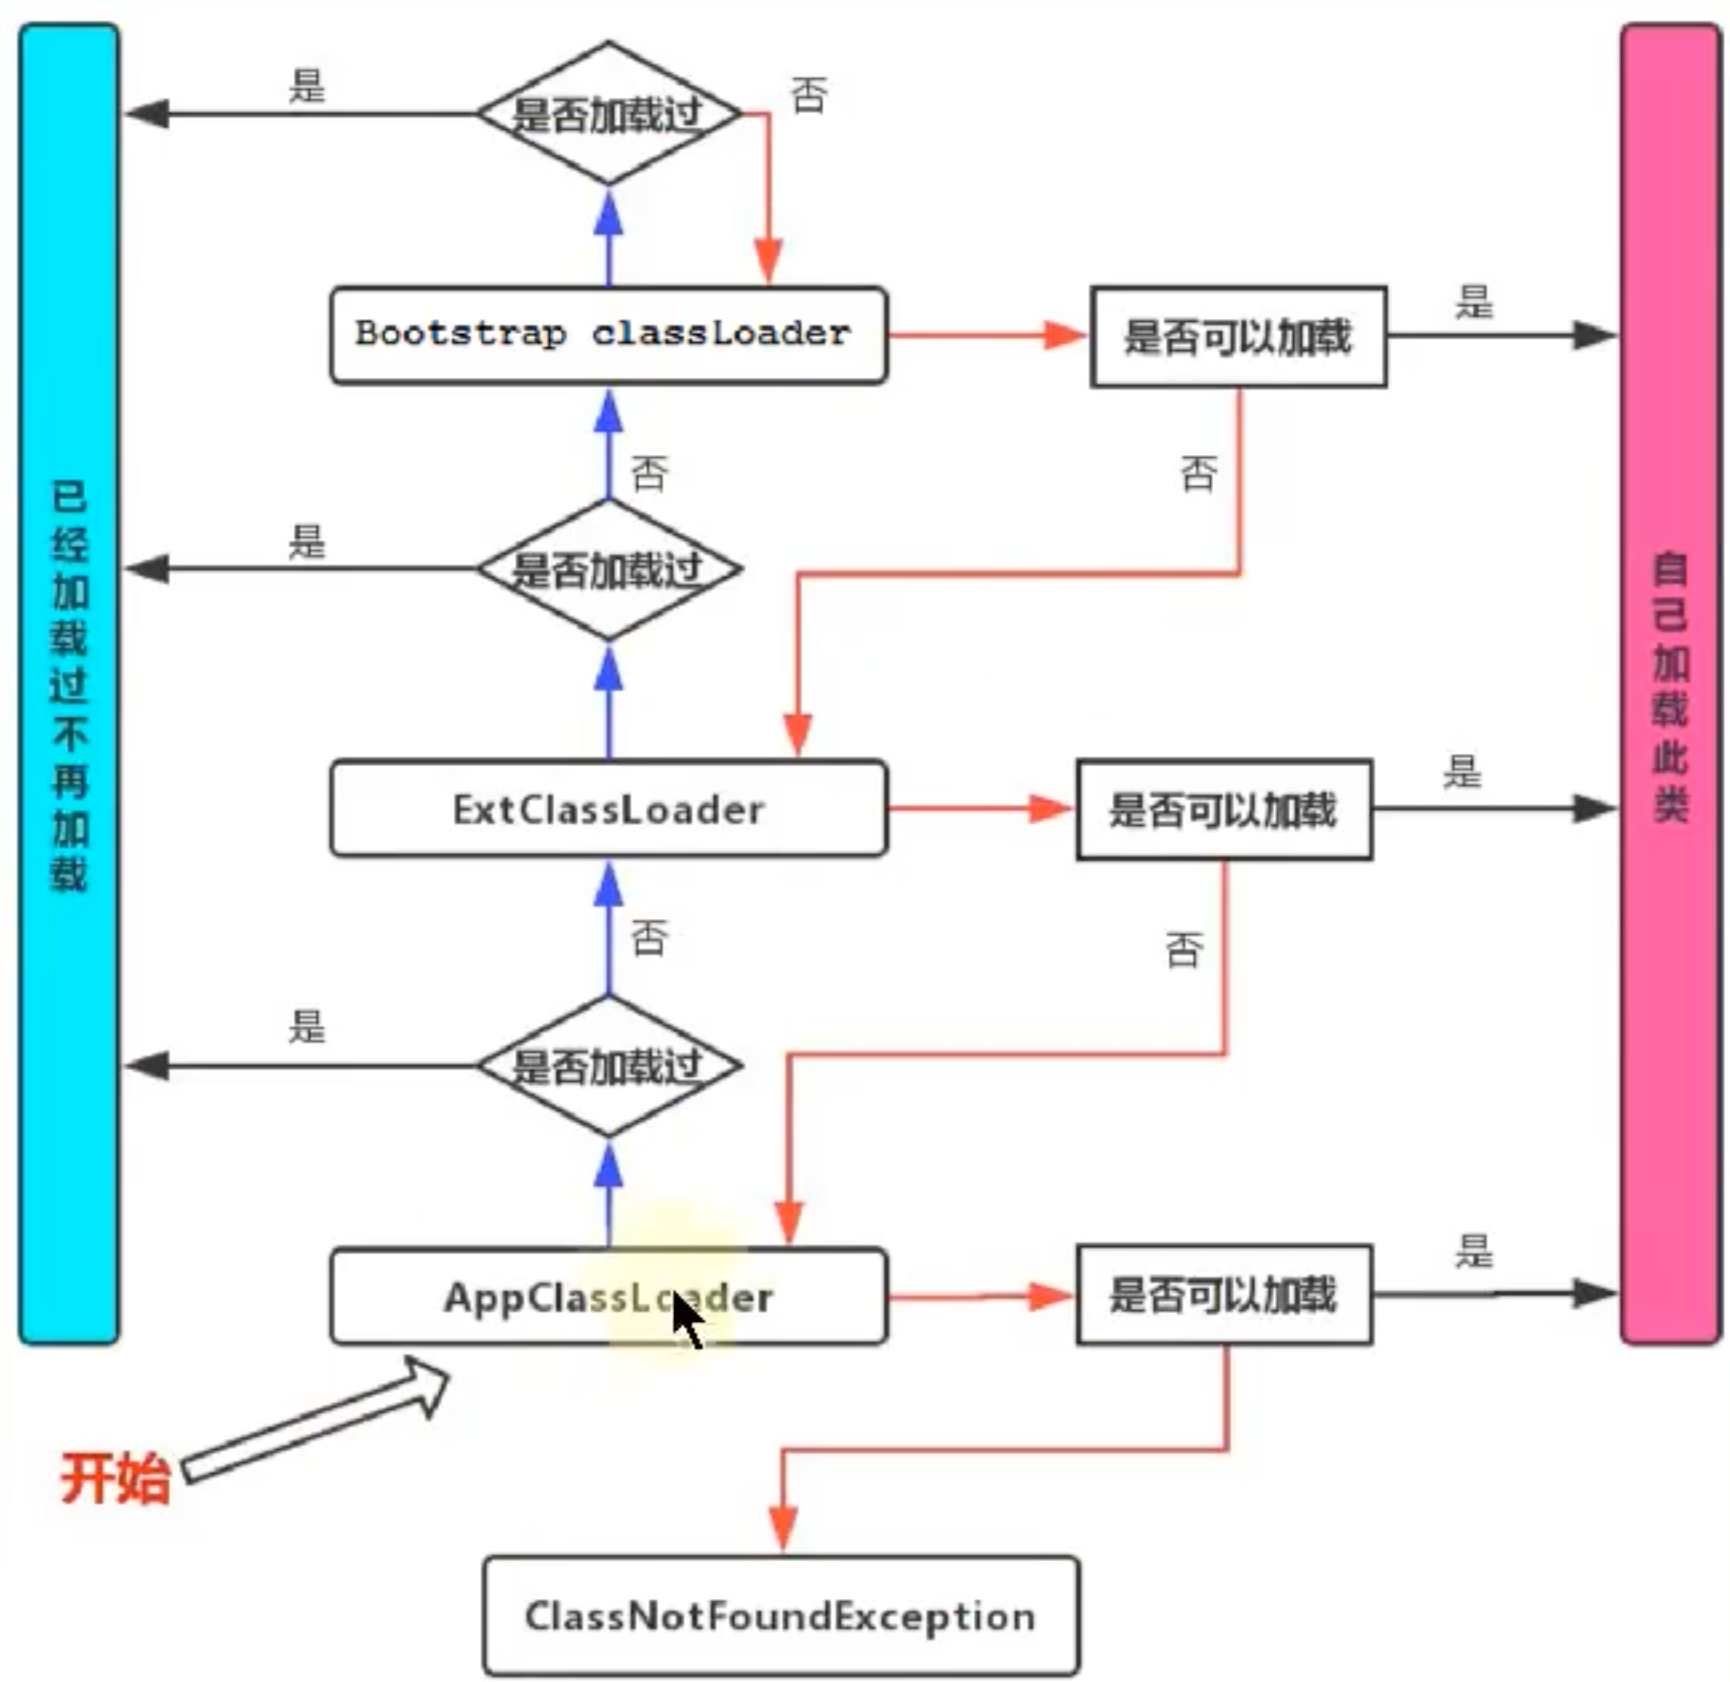 是
是否加载过
否
Bootstrap classLoader
是否可以加载
是
否
否
是
是否加载过
已经加载过不再加载
自己加载此类
ExtClassLoader
是否可以加载
是
否
否
是
是否加载过
AppClassLoader
是否可以加载
是
开始
ClassNotFoundException